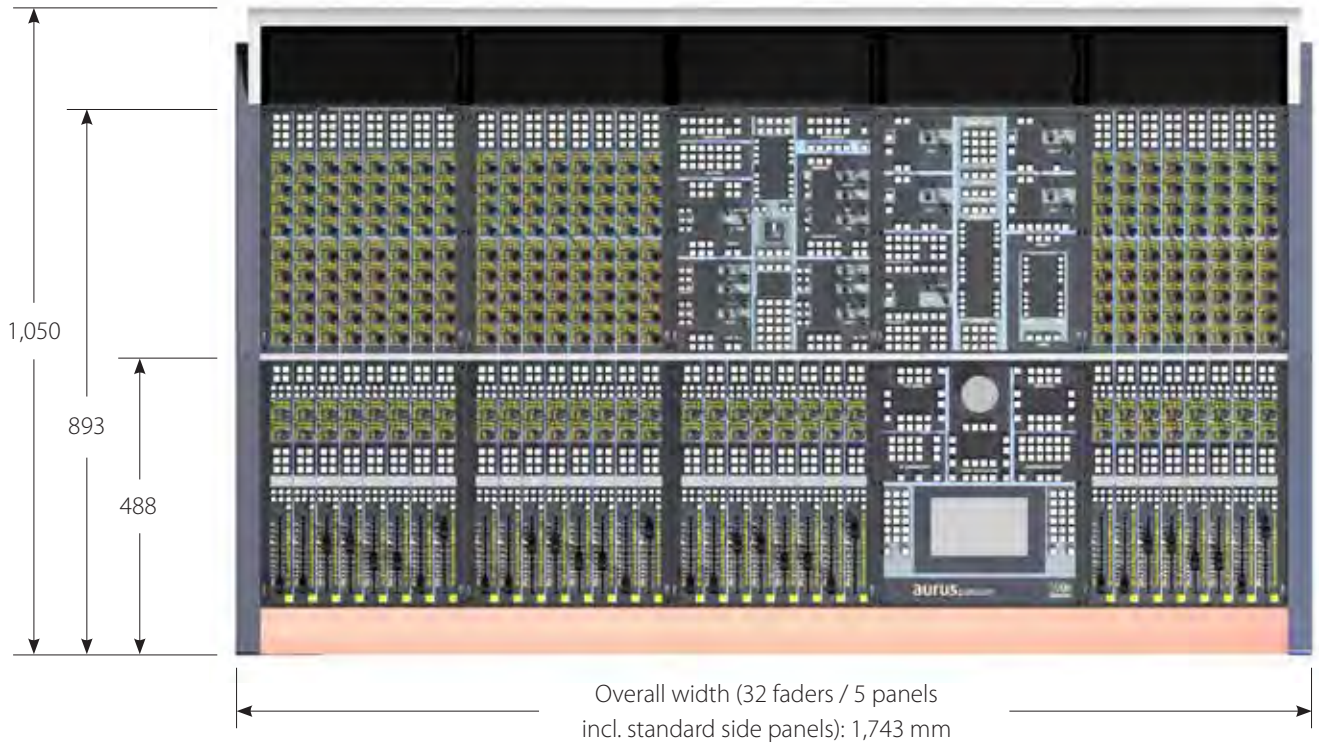 1,050
893
488
aurus
Overall width (32 faders / 5 panels
incl. standard side panels): 1,743 mm